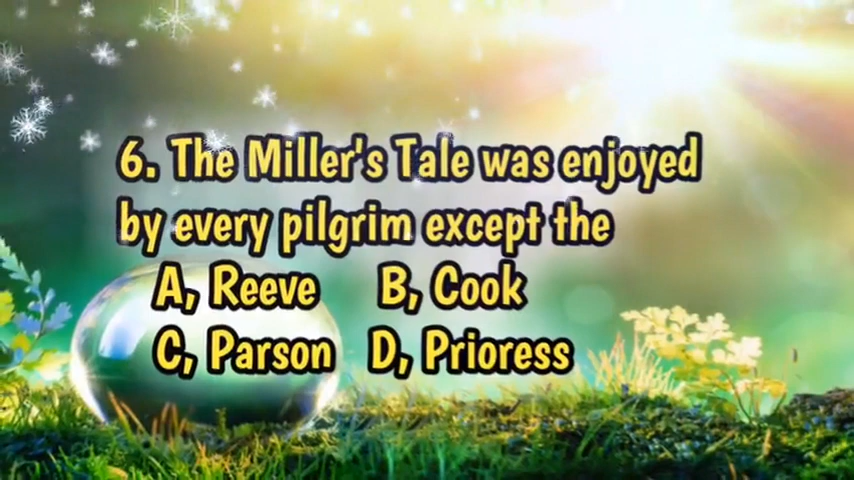 6. The Miller's Tale was enjoyed
by every pilgrim except the
A, Reeve B, Cook
C, Parson D, Prioress